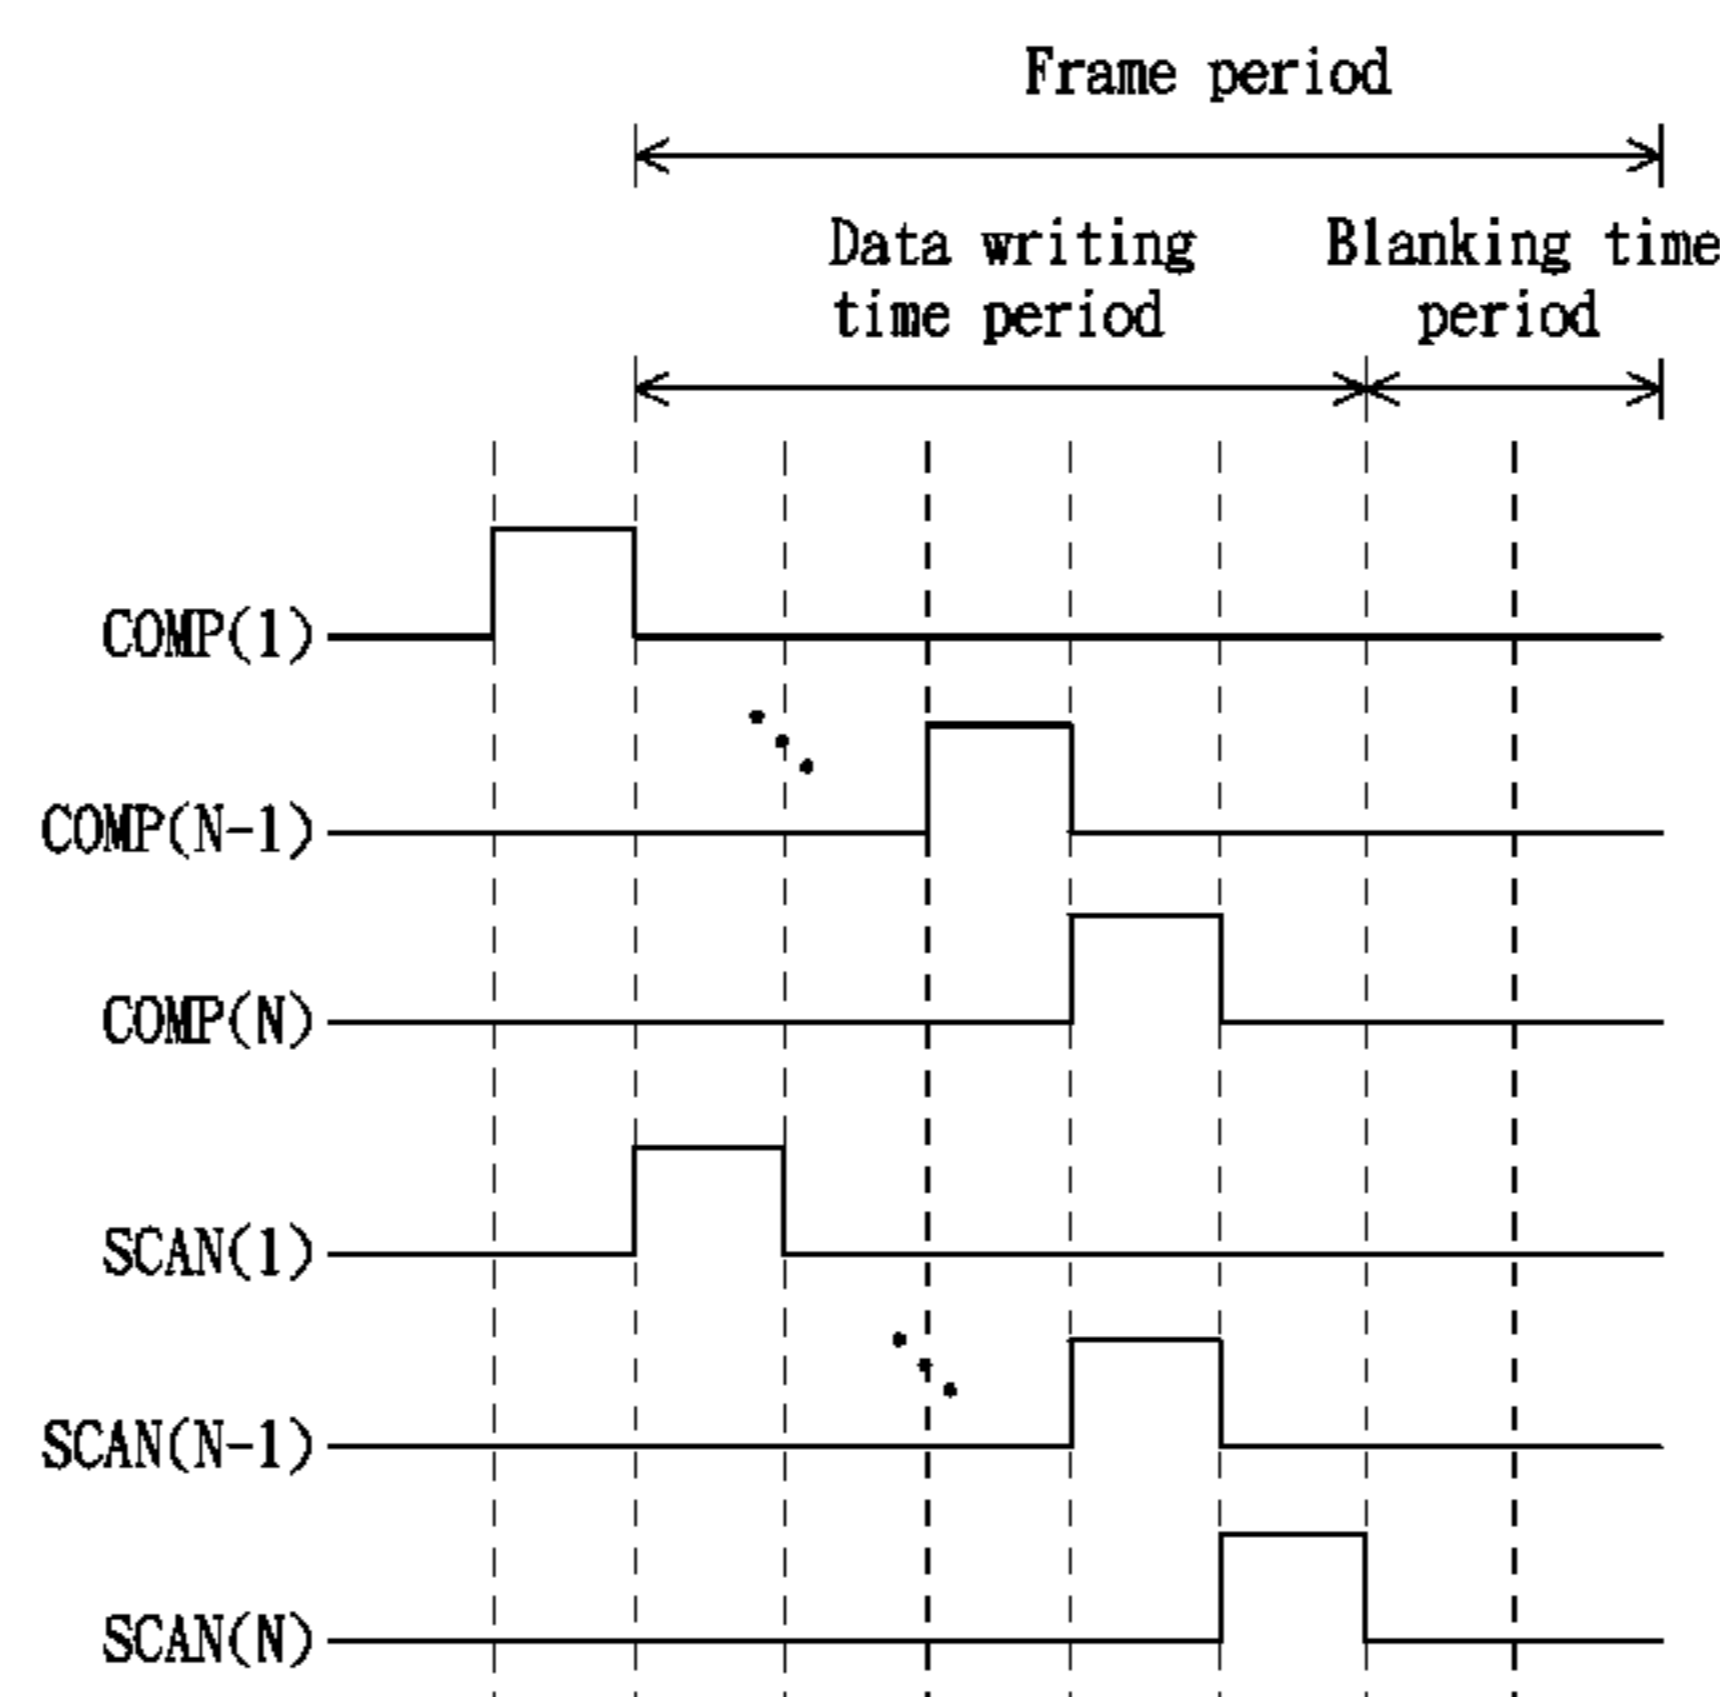 Frame period
Data writing
time period
Blanking time
period
COMP(1)
COMP(N-1)
COMP(N)
SCAN(1)
SCAN(N-1)
SCAN(N)